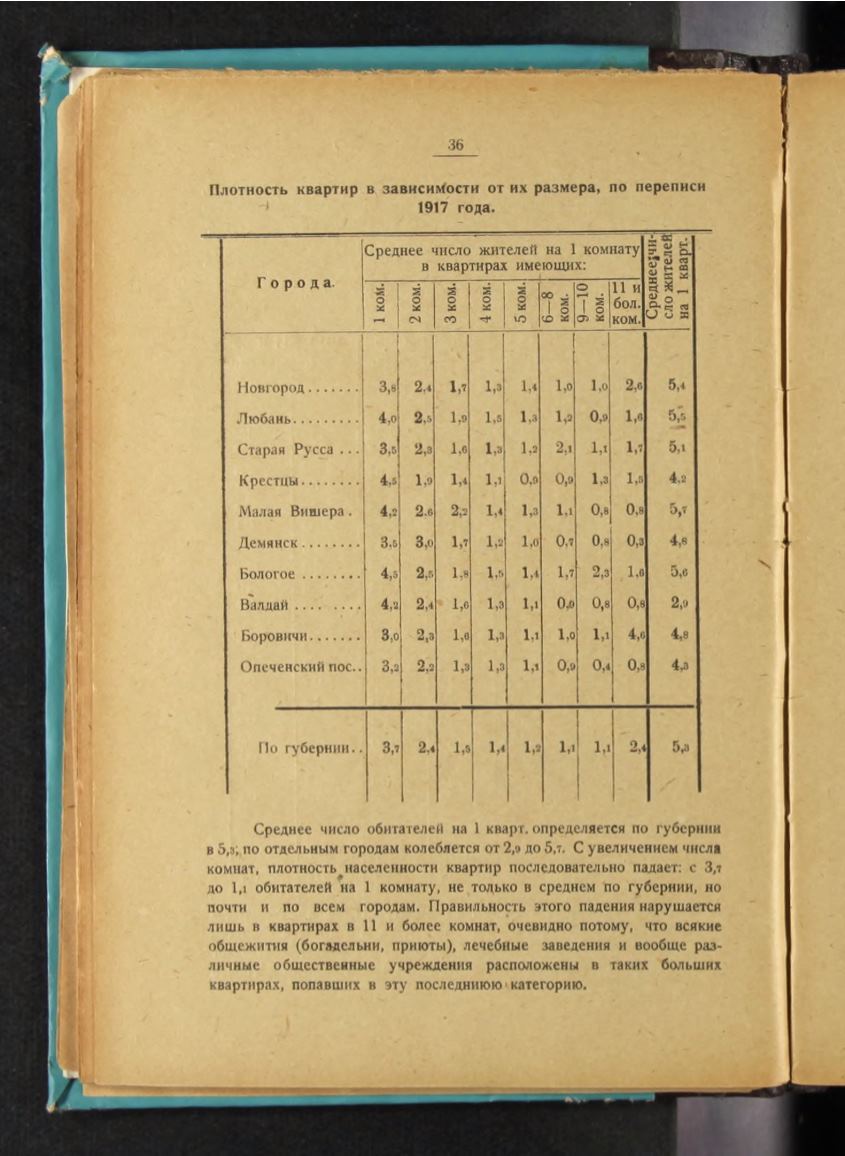 36
Плотность квартир в зависимости от их размера, по переписи
1917 года.
Города. Среднее число жителей на 1 комнату в квартирах имеющих: Среднее чи-сло жителей на 1 кварт.
1 ком. 2 ком. 3 ком. 4 ком. 5 ком. 6—8 ком. 9—10 ком. 11 и бол. ком.
Новгород....... 3,8 2,4 1,7 1,3 1,4 1,0 1,0 2,6 5,4
Любань......... 4,0 2,5 1,9 1,5 1,3 1,2 0,9 1,6 5,5
Старая Русса ... 3,5 2,3 1,6 1,3 1,2 2,1 1,1 1,7 5,1
Крестцы........ 4,5 1,9 1,4 1,1 0,9 0,9 1,3 1,3 4,2
Малая Вишера. 4,2 2,6 2,2 1,4 1,3 1,1 0,8 0,8 5,7
Демянск........ 3,5 3,0 1,7 1,2 1,0 0,7 0,8 0,3 4,8
Бологое ........ 4,5 2,5 1,8 1,5 1,4 1,7 2,3 1,6 5,6
Валдай .... .... 4,2 2,4 1,6 1,3 1,1 0,9 0,8 0,8 2,9
Боровичи....... 3,0 2,3 1,6 1,3 1,1 1,0 1,1 4,6 4,8
Опеченский пос.. 3,2 2,2 1,3 1,3 1,1 0,9 0,4 0,8 4,3
По губернии.. 3,7 2,4 1,5 1,4 1,2 1,1 1,1 2,4 5,3
Среднее число обитателей на 1 кварт. определяется по губернии
в 5,3; по отдельным городам колеблется от 2,9 до 5,7. С увеличением числа
комнат, плотность населенности квартир последовательно падает: с 3,7
до 1,1 обитателей на 1 комнату, не только в среднем по губернии, но
почти и по всем городам. Правильность этого падения нарушается
лишь в квартирах в 11 и более комнат, очевидно потому, что всякие
общежития (богадельни, приюты), лечебные заведения и вообще раз-
личные общественные учреждения расположены в таких больших
квартирах, попавших в эту последниюю категорию.